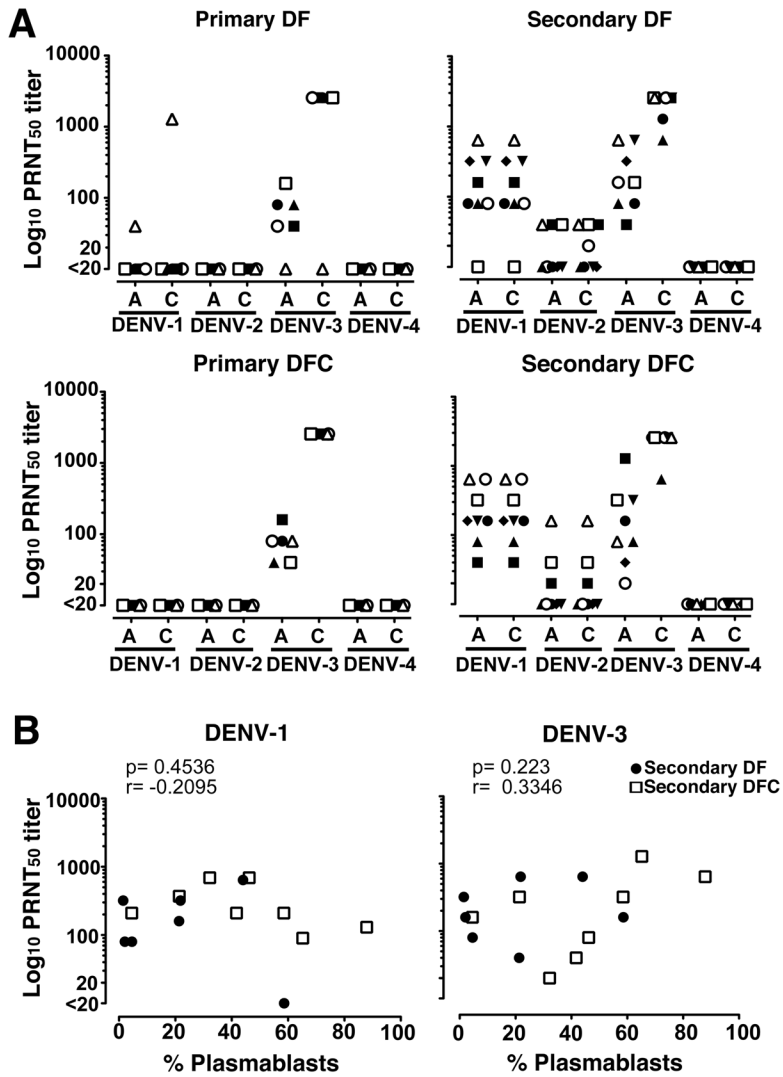 A
Primary DF
Secondary DF
Log10 PRNT50 titer
10000
1000
100
20
<20
A C A C A C A C
DENV-1 DENV-2 DENV-3 DENV-4
A C A C A C A C
DENV-1 DENV-2 DENV-3 DENV-4
Primary DFC
Secondary DFC
Log10 PRNT50 titer
10000
1000
100
20
<20
A C A C A C A C
DENV-1 DENV-2 DENV-3 DENV-4
A C A C A C A C
DENV-1 DENV-2 DENV-3 DENV-4
B
DENV-1
DENV-3
p= 0.4536
r= -0.2095
p= 0.223
r= 0.3346
Secondary DF
Secondary DFC
Log10 PRNT50 titer
10000
1000
100
20
<20
0 20 40 60 80 100
% Plasmablasts
0 20 40 60 80 100
% Plasmablasts